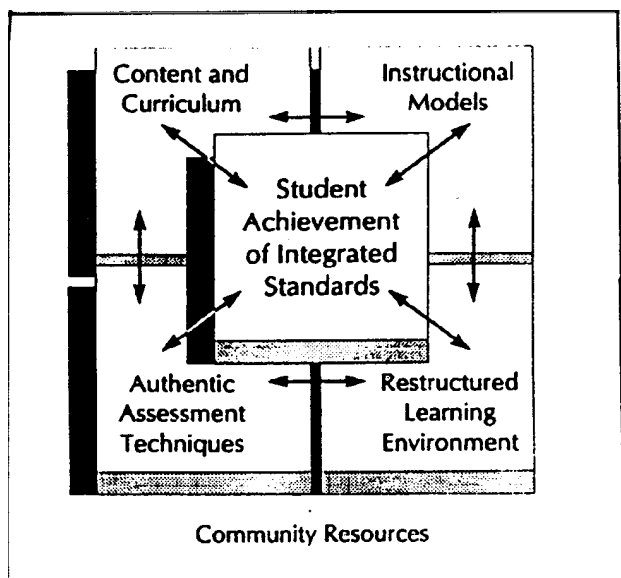 Content and
Curriculum
Instructional
Models
Student
Achievement
of Integrated
Standards
Authentic
Assessment
Techniques
Restructured
Learning
Environment
Community Resources